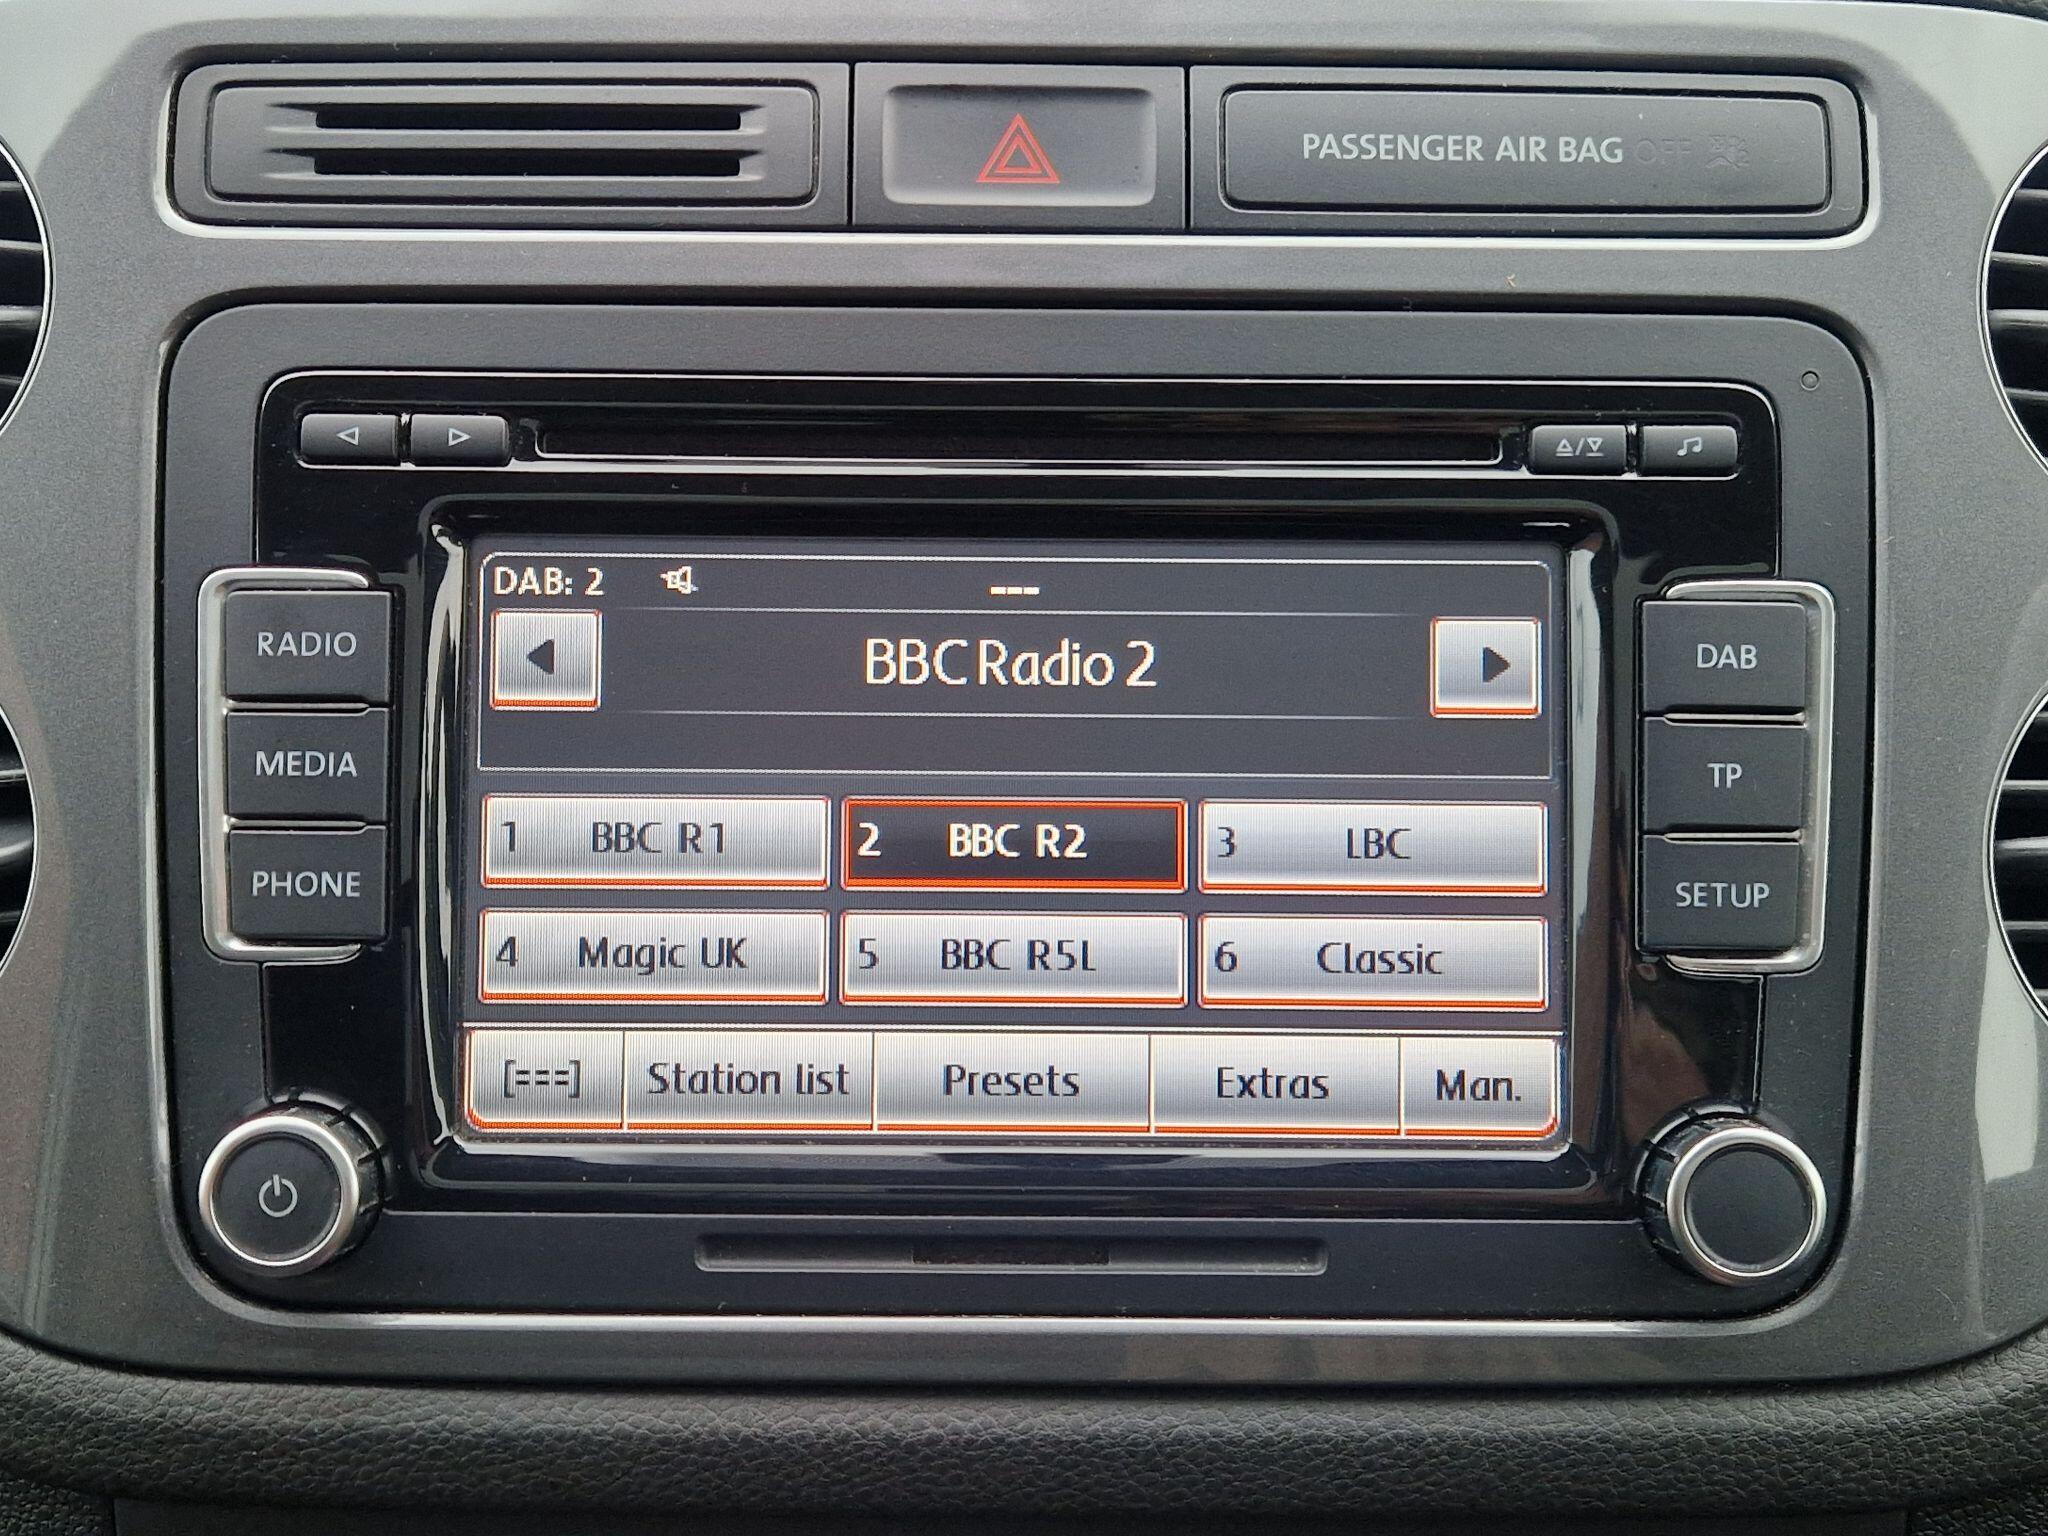 PASSENGER AIR BAG OFF
RADIO
MEDIA
PHONE
DAB: 2
---
BBC Radio 2
1 BBC R1
2 BBC R2
3 LBC
4 Magic UK
5 BBC R5L
6 Classic
[===] Station list Presets Extras Man.
DAB
TP
SETUP